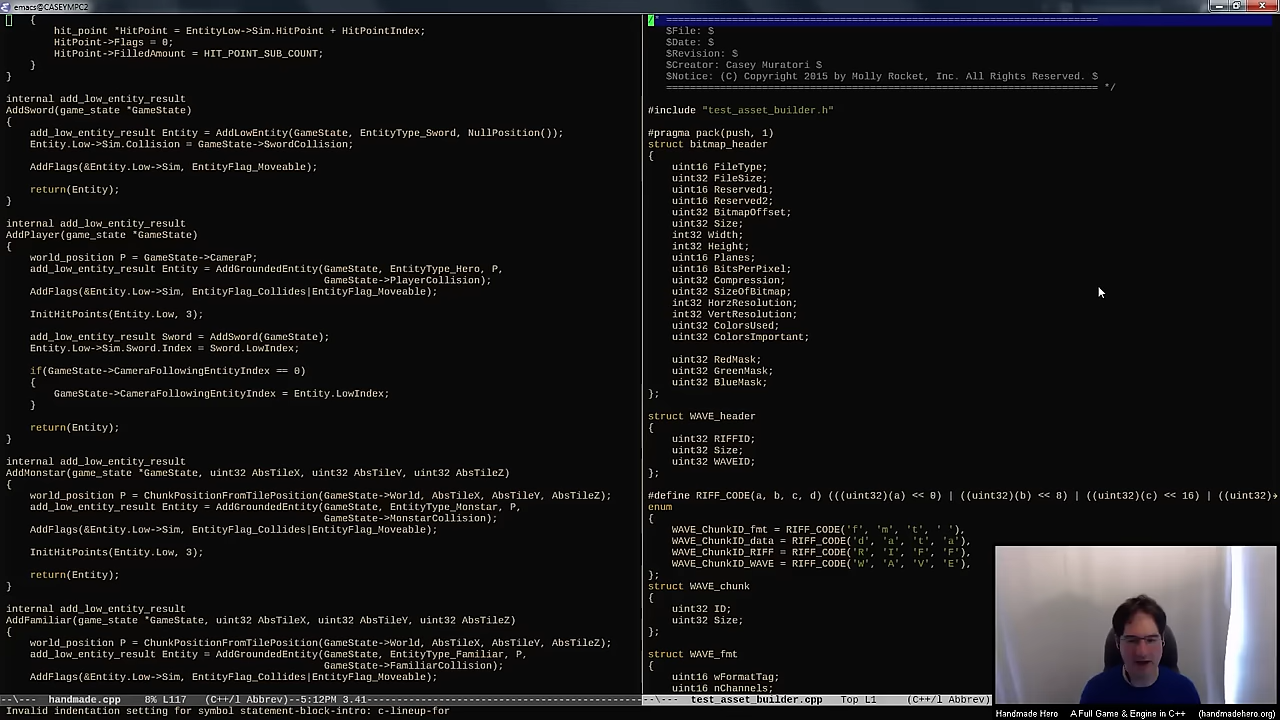 emacs@CASEYMPC2
{
hit_point *HitPoint = EntityLow->Sim.HitPoint + HitPointIndex;
HitPoint->Flags = 0;
HitPoint->FilledAmount = HIT_POINT_SUB_COUNT;
}
}
internal add_low_entity_result
AddSword(game_state *GameState)
{
add_low_entity_result Entity = AddLowEntity(GameState, EntityType_Sword, NullPosition());
Entity.Low->Sim.Collision = GameState->SwordCollision;
AddFlags(&Entity.Low->Sim, EntityFlag_Moveable);
return(Entity);
}
internal add_low_entity_result
AddPlayer(game_state *GameState)
{
world_position P = GameState->CameraP;
add_low_entity_result Entity = AddGroundedEntity(GameState, EntityType_Hero, P,
GameState->PlayerCollision);
AddFlags(&Entity.Low->Sim, EntityFlag_Collides|EntityFlag_Moveable);
InitHitPoints(Entity.Low, 3);
add_low_entity_result Sword = AddSword(GameState);
Entity.Low->Sim.Sword.Index = Sword.LowIndex;
if(GameState->CameraFollowingEntityIndex == 0)
{
GameState->CameraFollowingEntityIndex = Entity.LowIndex;
}
return(Entity);
}
internal add_low_entity_result
AddMonstar(game_state *GameState, uint32 AbsTileX, uint32 AbsTileY, uint32 AbsTileZ)
{
world_position P = ChunkPositionFromTilePosition(GameState->World, AbsTileX, AbsTileY, AbsTileZ);
add_low_entity_result Entity = AddGroundedEntity(GameState, EntityType_Monstar, P,
GameState->MonstarCollision);
AddFlags(&Entity.Low->Sim, EntityFlag_Collides|EntityFlag_Moveable);
InitHitPoints(Entity.Low, 3);
return(Entity);
}
internal add_low_entity_result
AddFamiliar(game_state *GameState, uint32 AbsTileX, uint32 AbsTileY, uint32 AbsTileZ)
{
world_position P = ChunkPositionFromTilePosition(GameState->World, AbsTileX, AbsTileY, AbsTileZ);
add_low_entity_result Entity = AddGroundedEntity(GameState, EntityType_Familiar, P,
GameState->FamiliarCollision);
AddFlags(&Entity.Low->Sim, EntityFlag_Collides|EntityFlag_Moveable);
-\--- handmade.cpp 8% L117 (C++/l Abbrev)--5:12PM 3.41
/* ========================================================================
$File: $
$Date: $
$Revision: $
$Creator: Casey Muratori $
$Notice: (C) Copyright 2015 by Molly Rocket, Inc. All Rights Reserved. $
======================================================================== */
#include "test_asset_builder.h"
#pragma pack(push, 1)
struct bitmap_header
{
uint16 FileType;
uint32 FileSize;
uint16 Reserved1;
uint16 Reserved2;
uint32 BitmapOffset;
uint32 Size;
int32 Width;
int32 Height;
uint16 Planes;
uint16 BitsPerPixel;
uint32 Compression;
uint32 SizeOfBitmap;
int32 HorzResolution;
int32 VertResolution;
uint32 ColorsUsed;
uint32 ColorsImportant;
uint32 RedMask;
uint32 GreenMask;
uint32 BlueMask;
};
struct WAVE_header
{
uint32 RIFFID;
uint32 Size;
uint32 WAVEID;
};
#define RIFF_CODE(a, b, c, d) (((uint32)(a) << 0) | ((uint32)(b) << 8) | ((uint32)(c) << 16) | ((uint32)
enum
{
WAVE_ChunkID_fmt = RIFF_CODE('f', 'm', 't', ' '),
WAVE_ChunkID_data = RIFF_CODE('d', 'a', 't', 'a'),
WAVE_ChunkID_RIFF = RIFF_CODE('R', 'I', 'F', 'F'),
WAVE_ChunkID_WAVE = RIFF_CODE('W', 'A', 'V', 'E'),
};
struct WAVE_chunk
{
uint32 ID;
uint32 Size;
};
struct WAVE_fmt
{
uint16 wFormatTag;
uint16 nChannels;
-\--- test_asset_builder.cpp Top L1 (C++/l Abbrev)
Invalid indentation setting for symbol statement-block-intro: c-lineup-for
Handmade Hero A Full Game & Engine in C++ (handmadehero.org)